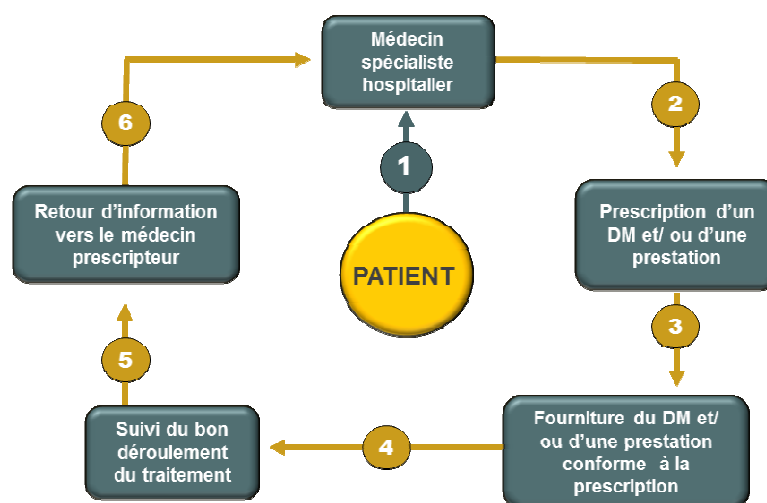 Médecin
spécialiste
hospitalier
6
2
1
Retour d'information
vers le médecin
prescripteur
Prescription d'un
DM et/ ou d'une
prestation
PATIENT
3
5
Suivi du bon
déroulement
du traitement
4
Fourniture du DM et/
ou d'une prestation
conforme à la
prescription